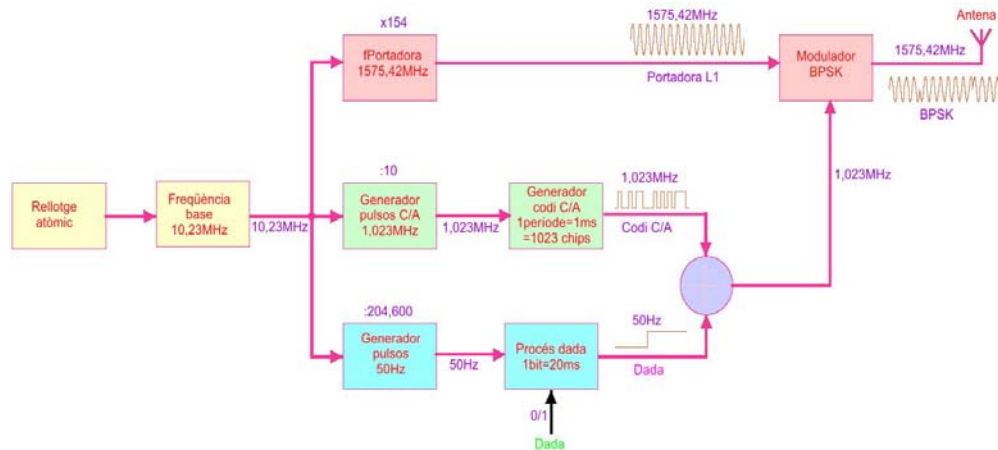 x154
fPortadora
1575,42MHz
1575,42MHz
Portadora L1
Modulador
BPSK
Antena
1575,42MHz
BPSK
Rellotge
atòmic
Freqüència
base
10,23MHz
10,23MHz
:10
Generador
pulsos C/A
1,023MHz
1,023MHz
Generador
codi C/A
1període=1ms
=1023 chips
1,023MHz
Codi C/A
1,023MHz
:204,600
Generador
pulsos
50Hz
50Hz
Procés dada
1bit=20ms
50Hz
Dada
0/1
Dada